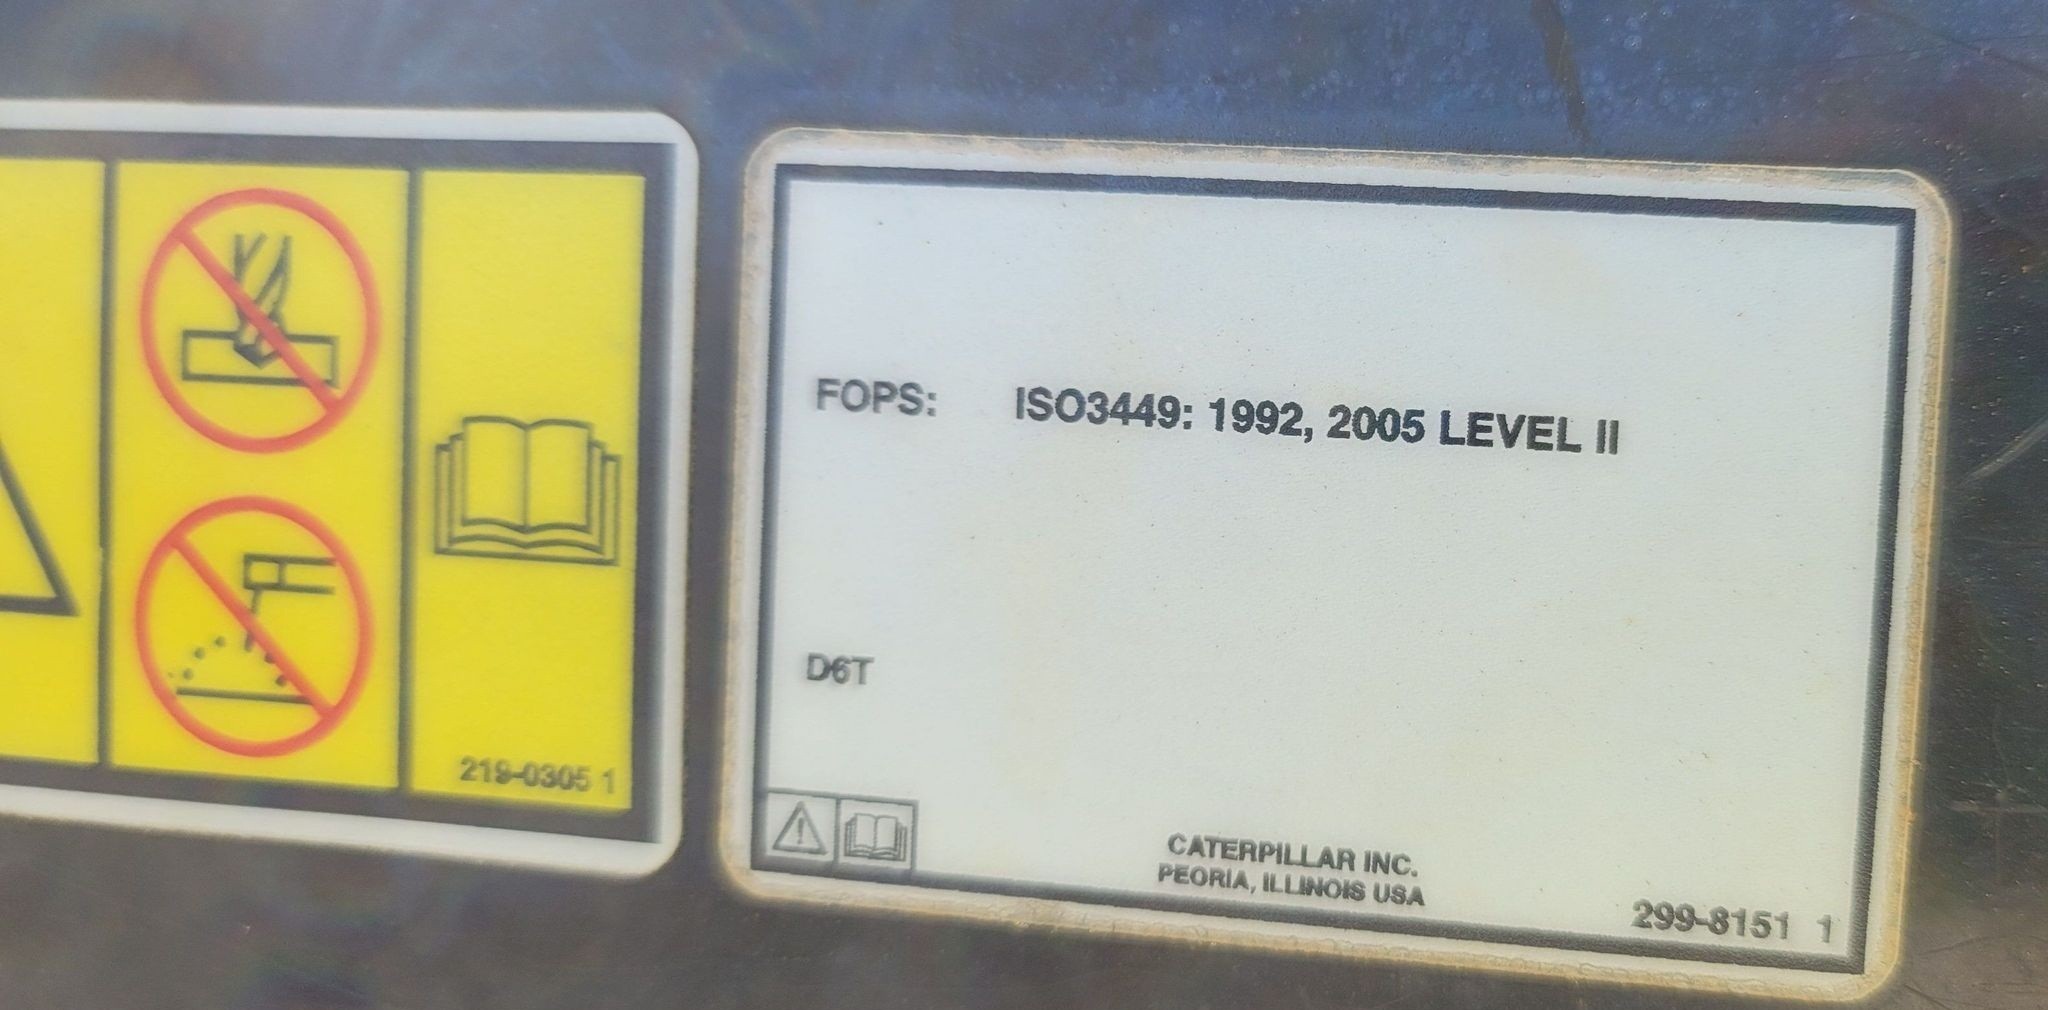 219-0305 1
FOPS: ISO3449: 1992, 2005 LEVEL II
D6T
CATERPILLAR INC.
PEORIA, ILLINOIS USA
299-8151 1